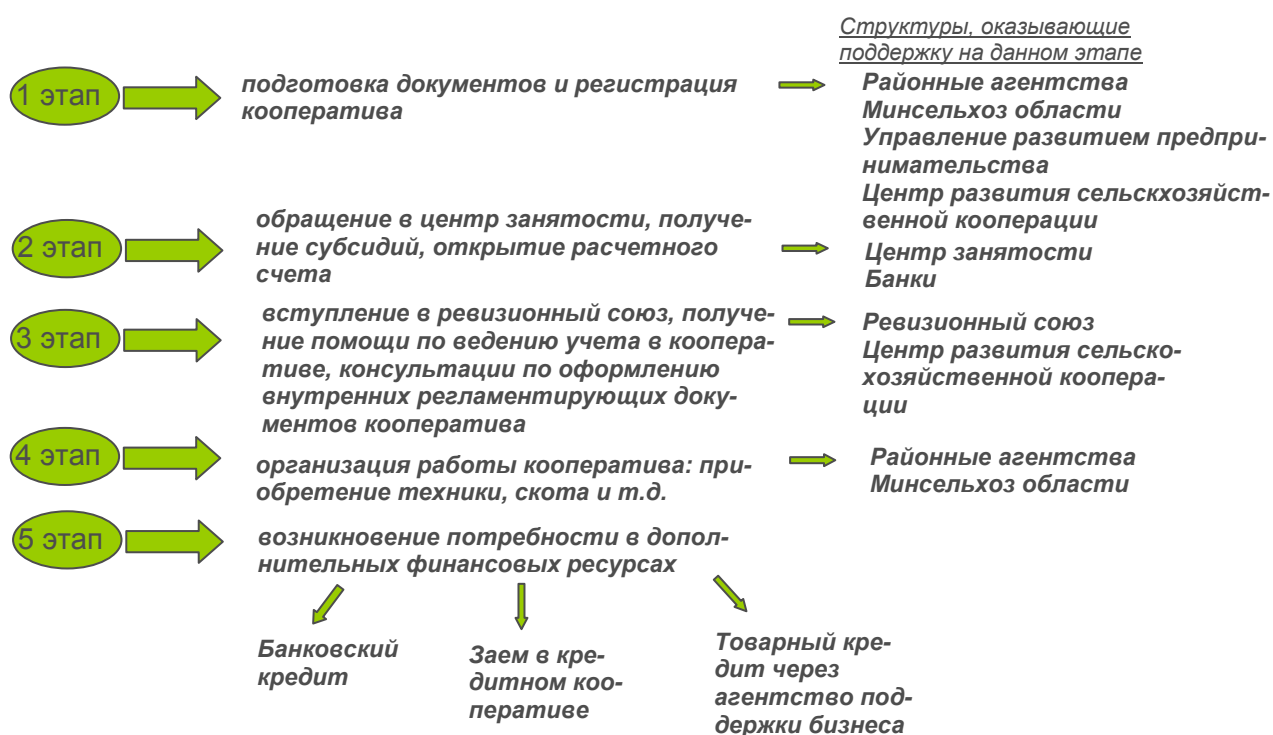 Структуры, оказывающие
поддержку на данном этапе
1 этап
подготовка документов и регистрация
кооператива
Районные агентства
Минсельхоз области
Управление развитием предпри-
нимательства
Центр развития сельскхозяйст-
венной кооперации
2 этап
обращение в центр занятости, получе-
ние субсидий, открытие расчетного
счета
Центр занятости
Банки
3 этап
вступление в ревизионный союз, получе-
ние помощи по ведению учета в коопера-
тиве, консультации по оформлению
внутренних регламентирующих доку-
ментов кооператива
Ревизионный союз
Центр развития сельско-
хозяйственной коопера-
ции
4 этап
организация работы кооператива: при-
обретение техники, скота и т.д.
Районные агентства
Минсельхоз области
5 этап
возникновение потребности в допол-
нительных финансовых ресурсах
Банковский
кредит
Заем в кре-
дитном коо-
перативе
Товарный кре-
дит через
агентство под-
держки бизнеса